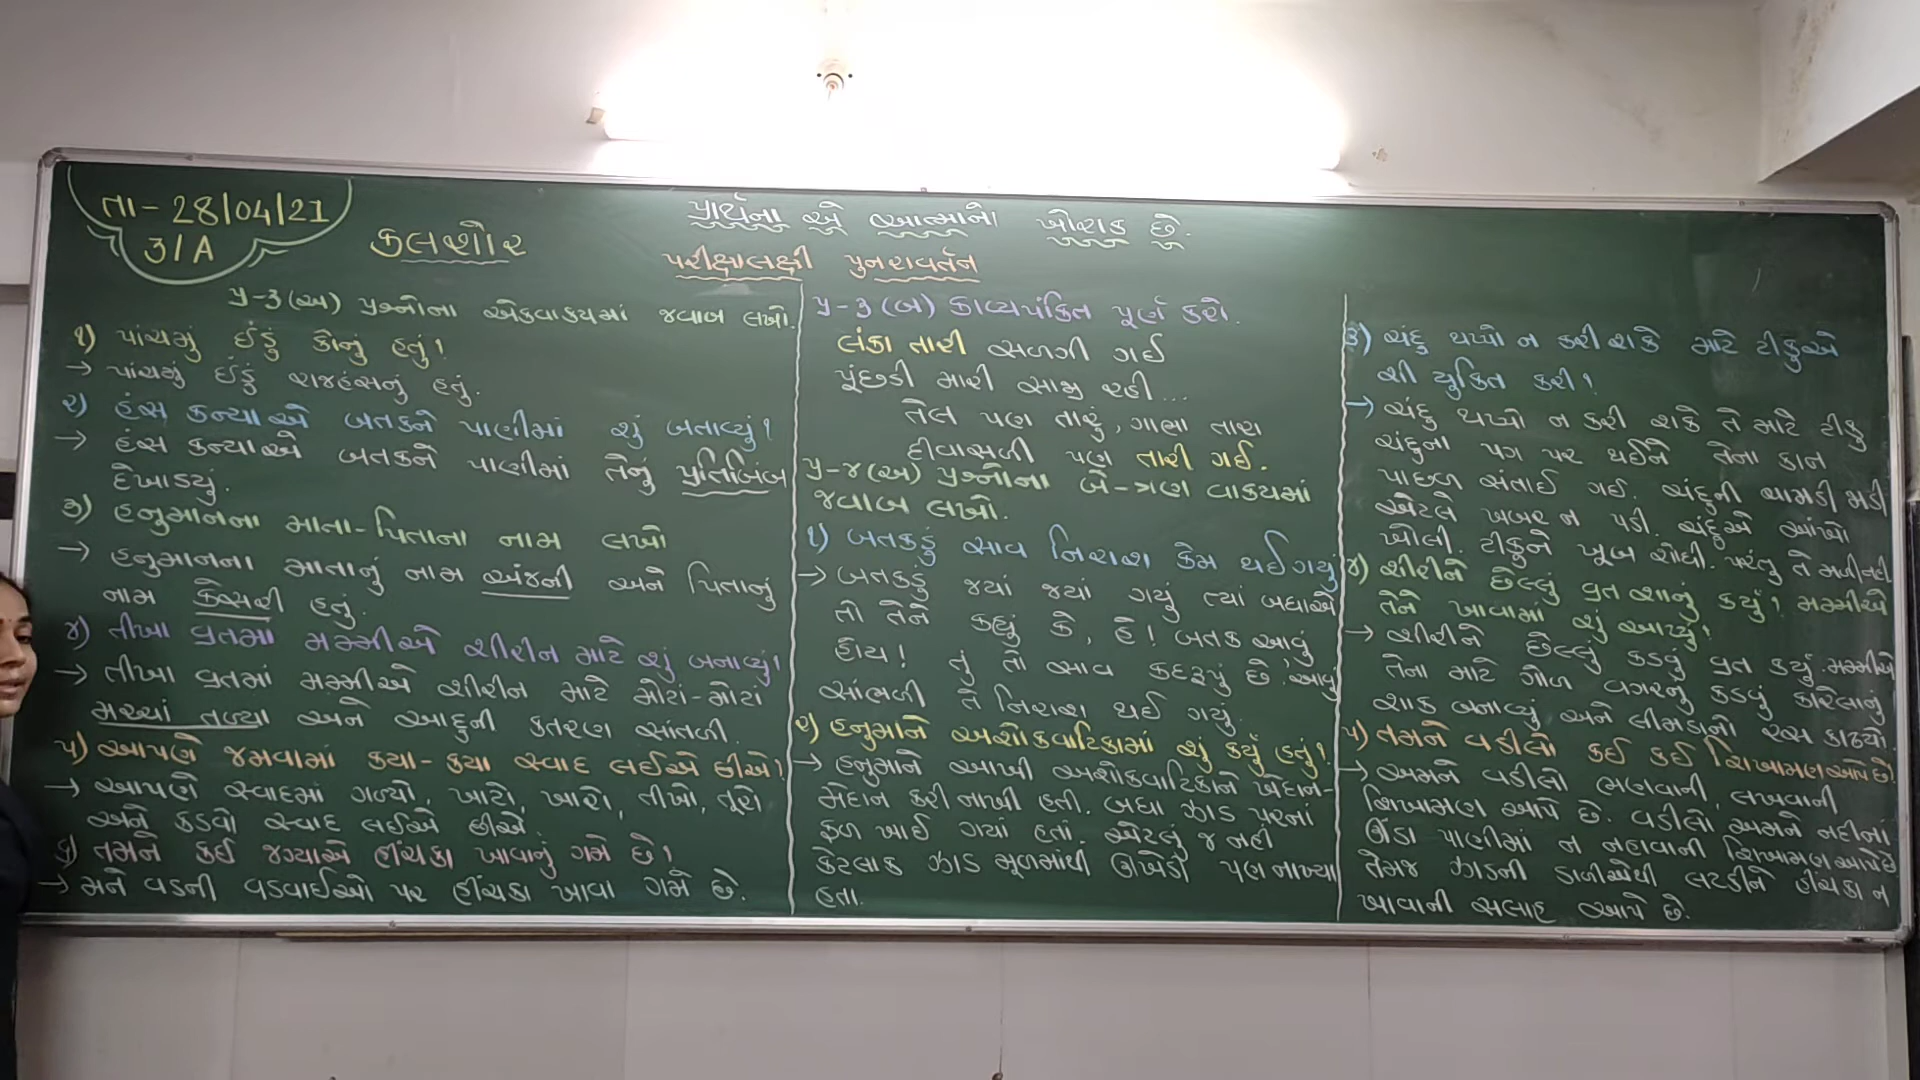 તા-28/04/21
3/A
કલશોર
પ્રાર્થના એ આત્માનો ખોરાક છે.
પરીક્ષાલક્ષી પુનરાવર્તન
પ્ર-૩(અ) પ્રશ્નોના એકવાકયમાં જવાબ લખો.
૧) પાંચમું ઈંડું કોનું હતું?
→ પાંચમું ઈંડું રાજહંસનું હતું.
૨) હંસ કન્યાએ બતકને પાણીમાં શું બતાવ્યું?
→ હંસ કન્યાએ બતકને પાણીમાં તેનું પ્રતિબિંબ
દેખાડયું.
૩) હનુમાનના માતા-પિતાના નામ લખો
→ હનુમાનના માતાનું નામ અંજની અને પિતાનું
નામ કેસરી હતું.
૪) તીખા વ્રતમા મમ્મીએ શીરીન માટે શું બનાવ્યું?
→ તીખા વ્રતમાં મમ્મીએ શીરીન માટે મોટાં-મોટાં
મરચાં તળ્યા અને આદુની કતરણ સાંતળી.
૫) આપણે જમવામાં કયા-કયા સ્વાદ લઈએ છીએ?
→ આપણે સ્વાદમાં ગળ્યો, ખાટો, ખારો, તીખો, તૂરો
અને કડવો સ્વાદ લઈએ છીએ.
૬) તમને કઈ જગ્યાએ હીંચકા ખાવાનું ગમે છે?
→ મને વડની વડવાઈઓ પર હીંચકા ખાવા ગમે છે.
પ્ર-૩(બ) કાવ્યપંકિત પૂર્ણ કરો.
લંકા તારી સળગી ગઈ
પૂંછડી મારી સાજી રહી...
તેલ પણ તારું, ગાભા તારા
દીવાસળી પણ તારી ગઈ.
પ્ર-૪(અ) પ્રશ્નોના બે-ત્રણ વાકયમાં
જવાબ લખો.
૧) બતકડું સાવ નિરાશ કેમ થઈ ગયું
→ બતકડું જયાં જયાં ગયું ત્યાં બધાએ
તો તેને કહ્યું કે, હે! બતક આવું
હોય! તું તો સાવ કદરૂપું છે. આવું
સાંભળી તે નિરાશ થઈ ગયું.
૨) હનુમાને અશોકવાટિકામાં શું કર્યું હતું?
→ હનુમાને આખી અશોકવાટિકાને ખેદાન-
મેદાન કરી નાખી હતી. બધા ઝાડ પરનાં
ફળ ખાઈ ગયાં હતાં. એટલું જ નહીં
કેટલાક ઝાડ મૂળમાંથી ઊખેડી પણ નાખ્યા
હતા.
૩) ચંદુ થપ્પો ન કરી શકે માટે ટીકુએ
શી યુકિત કરી?
→ ચંદુ થપ્પો ન કરી શકે તે માટે ટીકુ
ચંદુના પગ પર થઈને તેના કાન
પાછળ સંતાઈ ગઈ. ચંદુની ચામડી જાડી
એટલે ખબર ન પડી. ચંદુએ આંખો
ખોલી. ટીકુને ખૂબ શોધી. પરંતુ તે મળી નહી
૪) શીરીને છેલ્લું વ્રત શાનું કર્યું? મમ્મીએ
તેને ખાવામાં શું આપ્યું?
→ શીરીને છેલ્લું કડવું વ્રત કર્યું. મમ્મીએ
તેના માટે ગોળ વગરનું કડવું કારેલાનું
શાક બનાવ્યું અને લીમડાનો રસ કાઢયો.
૫) તમને વડીલો કઈ કઈ શિખામણ આપે છે?
→ અમને વડીલો ભણવાની, લખવાની
શિખામણ આપે છે. વડીલો અમને નદીનાં
ઊંડા પાણીમાં ન નહાવાની શિખામણ આપે છે
તેમજ ઝાડની ડાળીએથી લટકીને હીંચકા ન
ખાવાની સલાહ આપે છે.